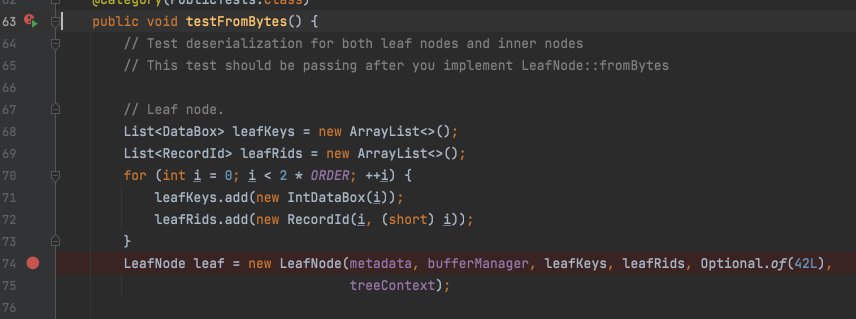 62 @Category(PublicTests.class)
63 public void testFromBytes() {
64 // Test deserialization for both leaf nodes and inner nodes
65 // This test should be passing after you implement LeafNode::fromBytes
66
67 // Leaf node.
68 List<DataBox> leafKeys = new ArrayList<>();
69 List<RecordId> leafRids = new ArrayList<>();
70 for (int i = 0; i < 2 * ORDER; ++i) {
71 leafKeys.add(new IntDataBox(i));
72 leafRids.add(new RecordId(i, (short) i));
73 }
74 LeafNode leaf = new LeafNode(metadata, bufferManager, leafKeys, leafRids, Optional.of(42L),
75 treeContext);
76